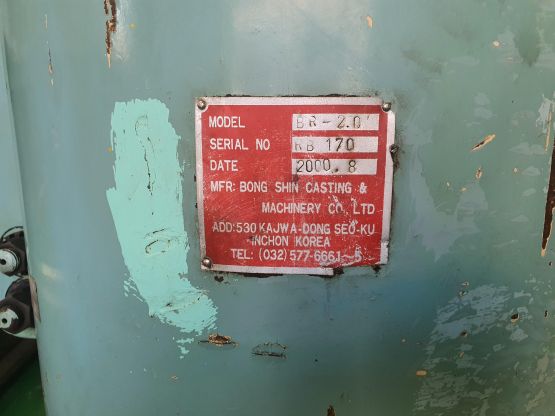 MODEL BR-2.0'
SERIAL NO RB 170
DATE 2000.8
MFR: BONG SHIN CASTING &
MACHINERY CO, LTD
ADD:530 KAJWA-DONG SEO-KU
INCHON KOREA
TEL: (032) 577-6661~5